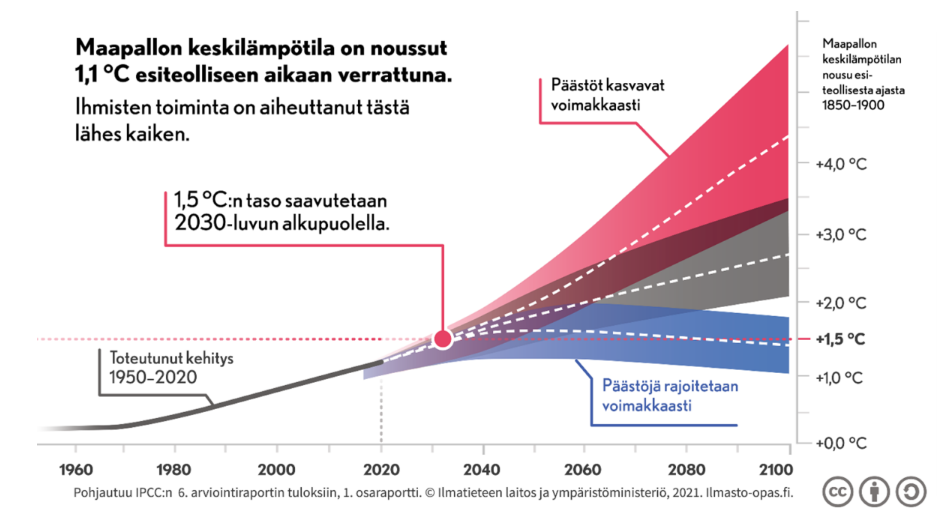 Maapallon keskilämpötila on noussut
1,1 °C esiteolliseen aikaan verrattuna.
Ihmisten toiminta on aiheuttanut tästä
lähes kaiken.
Maapallon
keskilämpötilan
nousu esi-
teollisesta ajasta
1850–1900
Päästöt kasvavat
voimakkaasti
1,5 °C:n taso saavutetaan
2030-luvun alkupuolella.
+4,0 °C
+3,0 °C
+2,0 °C
+1,5 °C
+1,0 °C
+0,0 °C
Toteutunut kehitys
1950–2020
Päästöjä rajoitetaan
voimakkaasti
1960 1980 2000 2020 2040 2060 2080 2100
Pohjautuu IPCC:n 6. arviointiraportin tuloksiin, 1. osaraportti. © Ilmatieteen laitos ja ympäristöministeriö, 2021. Ilmasto-opas.fi.
cc